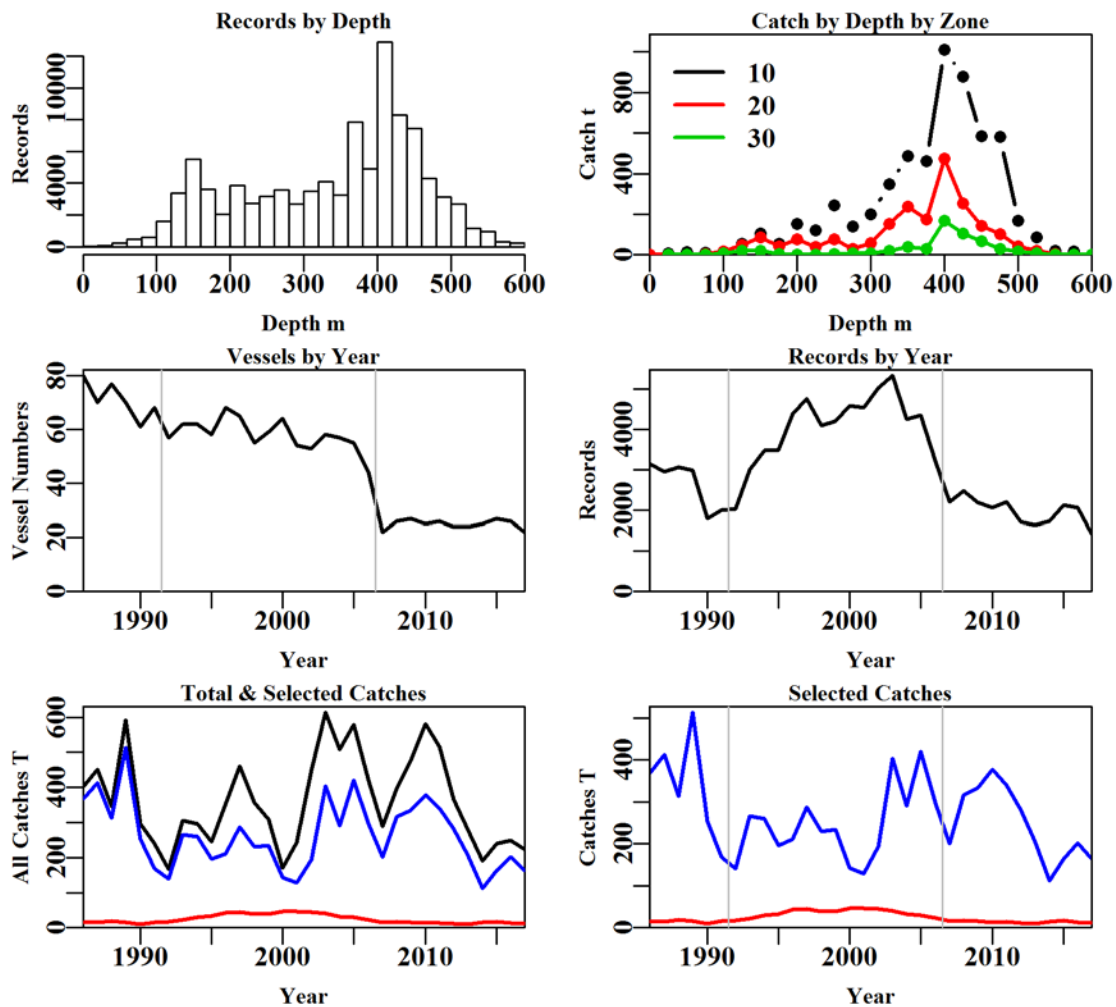 Records by Depth
Records
0
4000
10000
0 100 200 300 400 500 600
Depth m
Catch by Depth by Zone
Catch t
0
400
800
10
20
30
0 100 200 300 400 500 600
Depth m
Vessels by Year
Vessel Numbers
0
20
40
60
80
1990 2000 2010
Year
Records by Year
Records
0
2000
4000
1990 2000 2010
Year
Total & Selected Catches
All Catches T
0
200
400
600
1990 2000 2010
Year
Selected Catches
Catches T
0
200
400
1990 2000 2010
Year